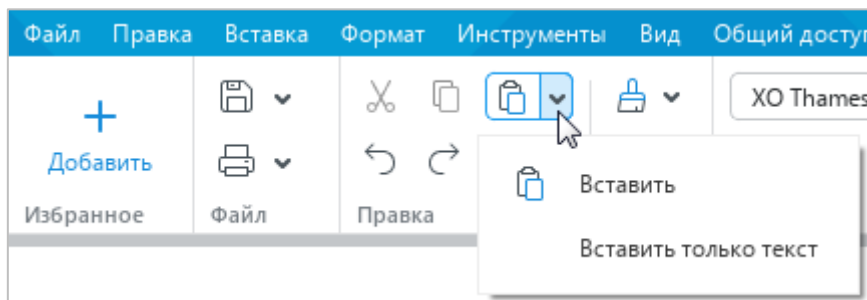 Файл Правка Вставка Формат Инструменты Вид Общий доступ
XO Thames
Добавить
Вставить
Избранное Файл Правка
Вставить только текст